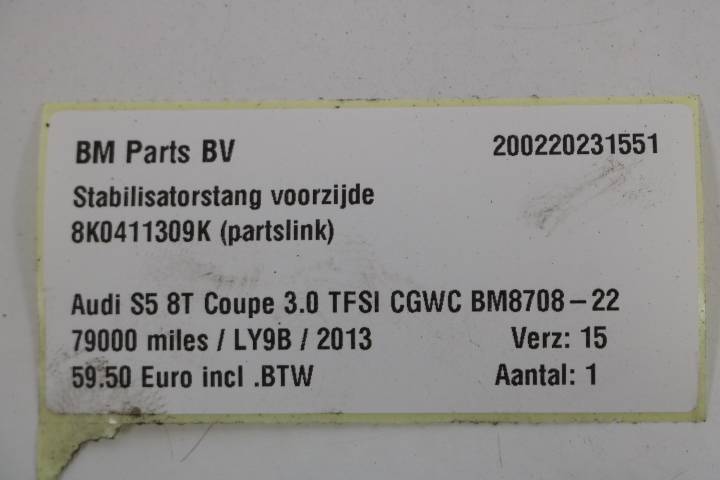 BM Parts BV 200220231551
Stabilisatorstang voorzijde
8K0411309K (partslink)
Audi S5 8T Coupe 3.0 TFSI CGWC BM8708-22
79000 miles / LY9B / 2013 Verz: 15
59.50 Euro incl .BTW Aantal: 1